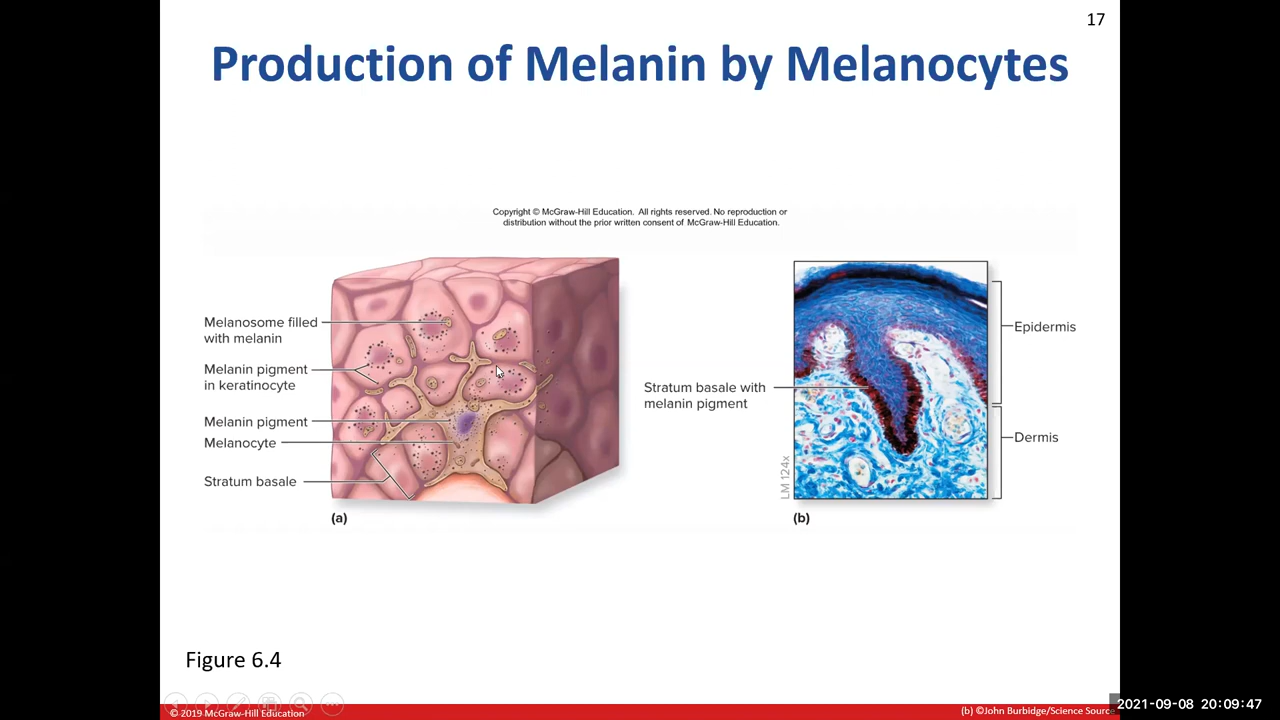 17
Production of Melanin by Melanocytes
Copyright © McGraw-Hill Education. All rights reserved. No reproduction or
distribution without the prior written consent of McGraw-Hill Education.
Melanosome filled
with melanin
Melanin pigment
in keratinocyte
Melanin pigment
Melanocyte
Stratum basale
(a)
Stratum basale with
melanin pigment
LM 124x
Epidermis
Dermis
(b)
Figure 6.4
© 2019 McGraw-Hill Education
(b) ©John Burbidge/Science Source
2021-09-08 20:09:47